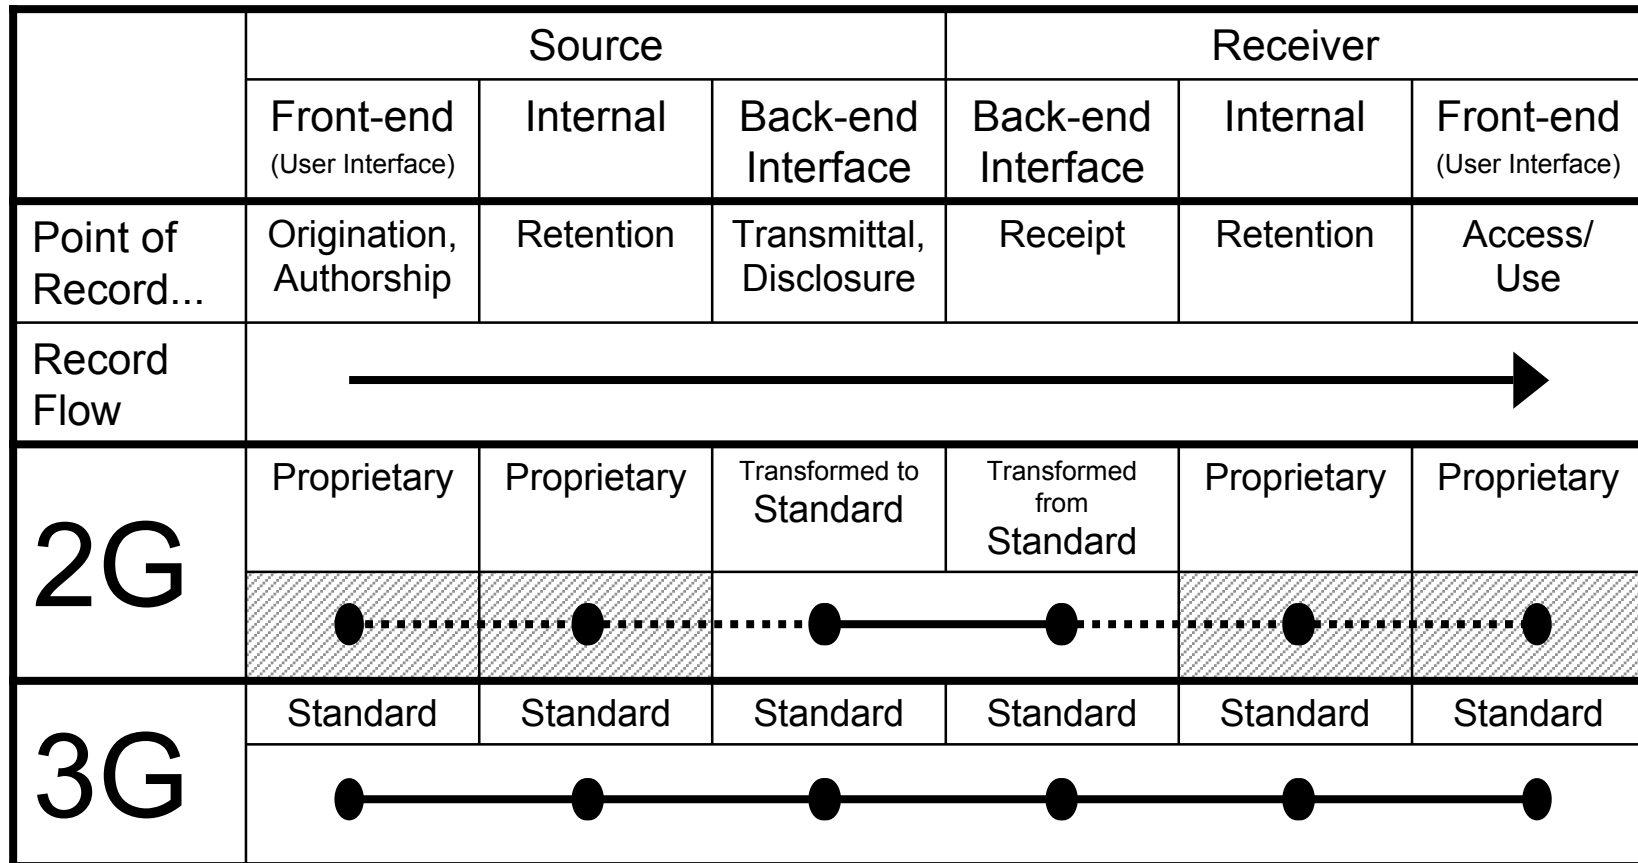 Source
Receiver
Front-end
(User Interface)
Internal
Back-end
Interface
Back-end
Interface
Internal
Front-end
(User Interface)
Point of
Record...
Origination,
Authorship
Retention
Transmittal,
Disclosure
Receipt
Retention
Access/
Use
Record
Flow
2G
Proprietary
Proprietary
Transformed to
Standard
Transformed
from
Standard
Proprietary
Proprietary
3G
Standard
Standard
Standard
Standard
Standard
Standard